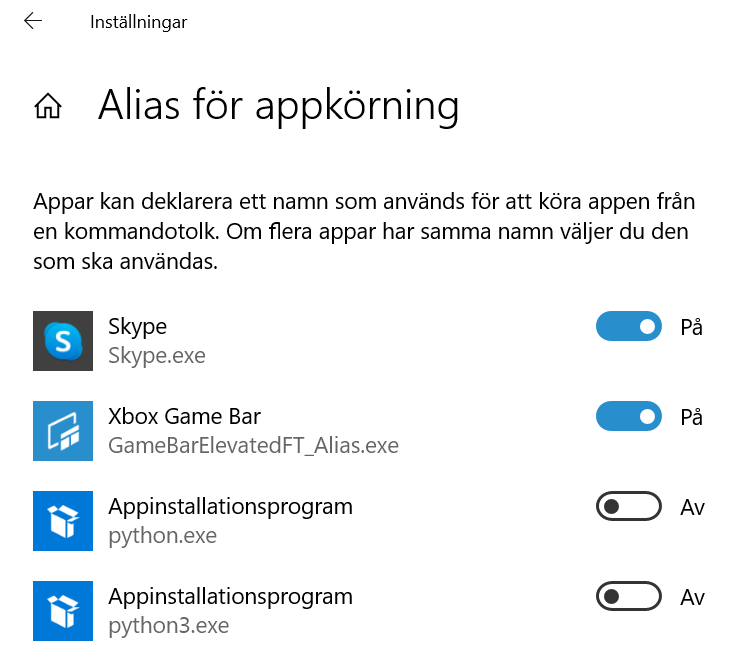 Inställningar
Alias för appkörning
Appar kan deklarera ett namn som används för att köra appen från
en kommandotolk. Om flera appar har samma namn väljer du den
som ska användas.
Skype
På
Skype.exe
Xbox Game Bar
På
GameBarElevatedFT_Alias.exe
Appinstallationsprogram
Av
python.exe
Appinstallationsprogram
Av
python3.exe